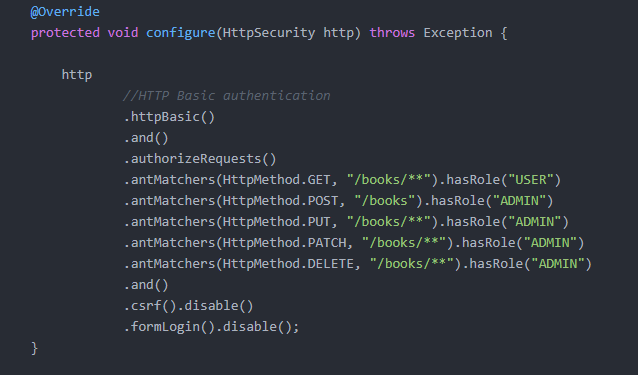 @Override
protected void configure(HttpSecurity http) throws Exception {
http
//HTTP Basic authentication
.httpBasic()
.and()
.authorizeRequests()
.antMatchers(HttpMethod.GET, "/books/**").hasRole("USER")
.antMatchers(HttpMethod.POST, "/books").hasRole("ADMIN")
.antMatchers(HttpMethod.PUT, "/books/**").hasRole("ADMIN")
.antMatchers(HttpMethod.PATCH, "/books/**").hasRole("ADMIN")
.antMatchers(HttpMethod.DELETE, "/books/**").hasRole("ADMIN")
.and()
.csrf().disable()
.formLogin().disable();
}